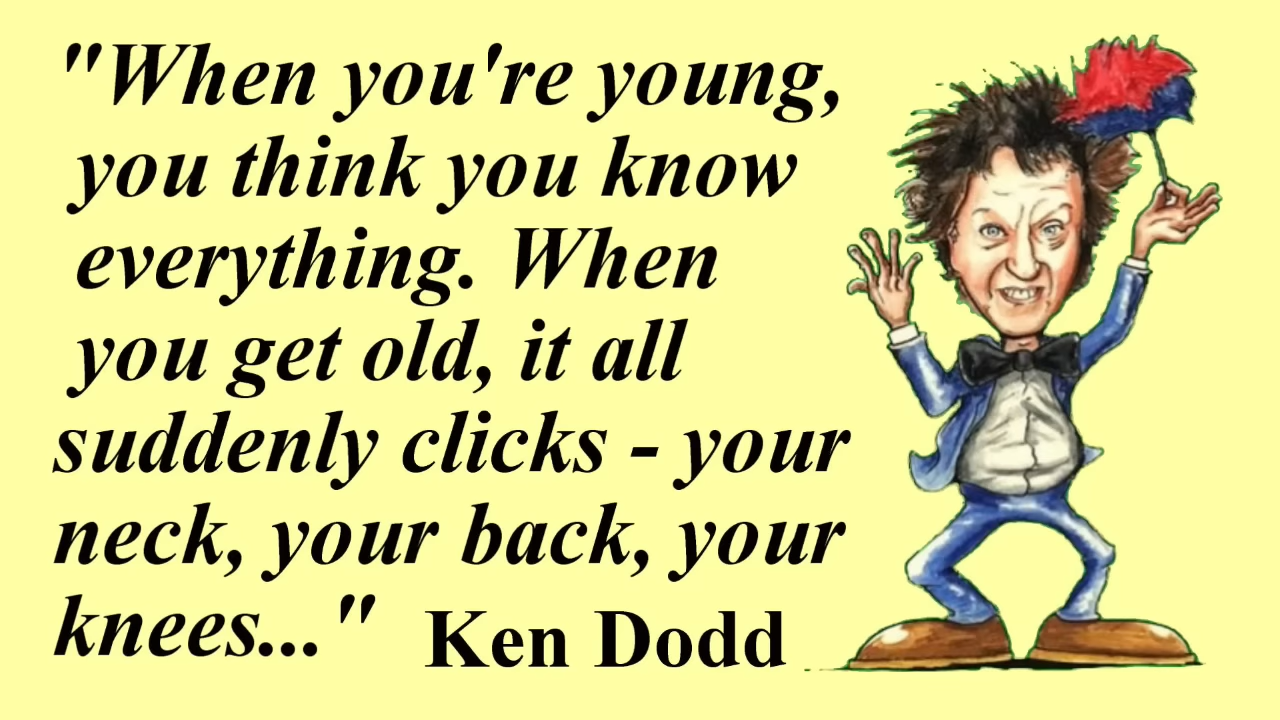 "When you're young,
you think you know
everything. When
you get old, it all
suddenly clicks - your
neck, your back, your
knees..." Ken Dodd